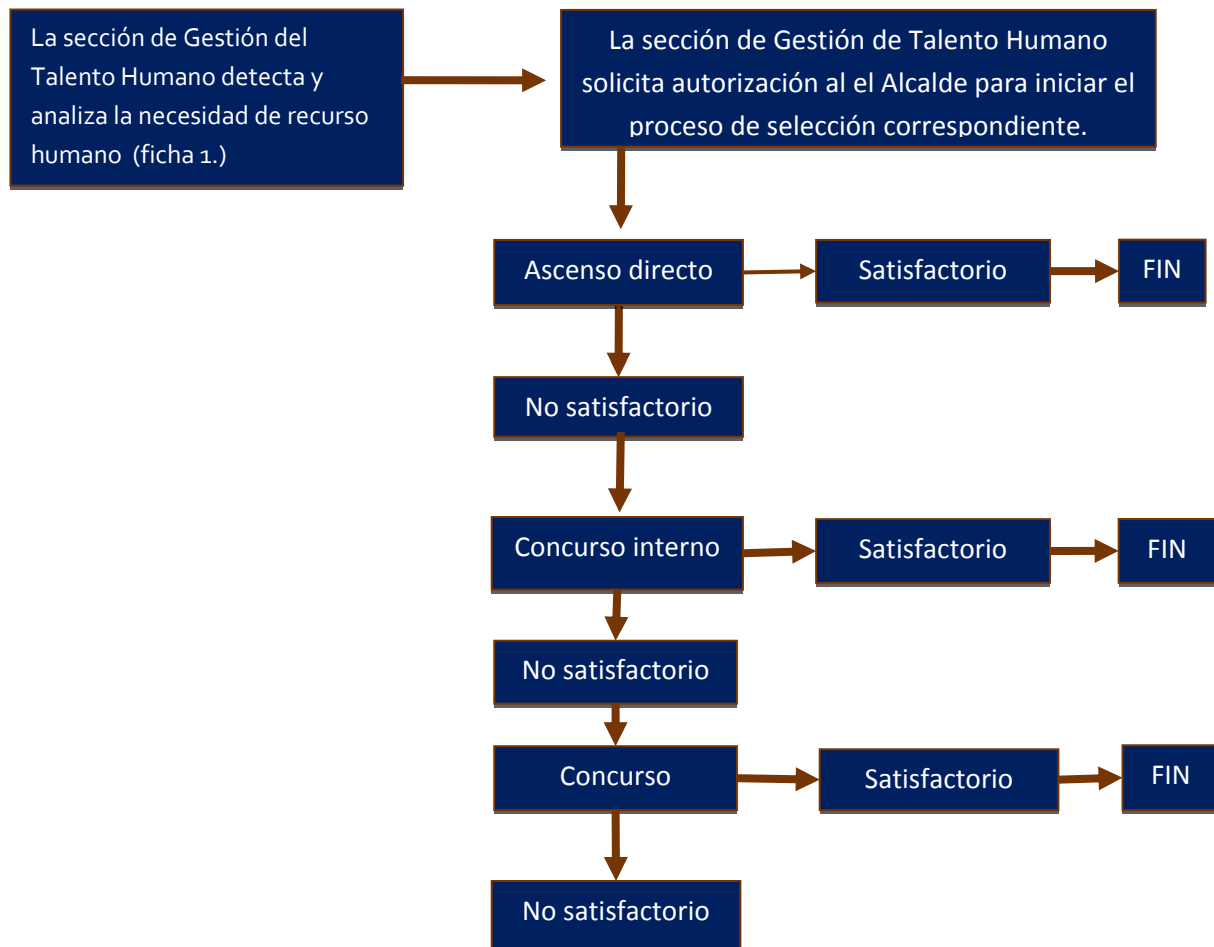 La sección de Gestión del
Talento Humano detecta y
analiza la necesidad de recurso
humano (ficha 1.)
La sección de Gestión de Talento Humano
solicita autorización al el Alcalde para iniciar el
proceso de selección correspondiente.
Ascenso directo
Satisfactorio
FIN
No satisfactorio
Concurso interno
Satisfactorio
FIN
No satisfactorio
Concurso
Satisfactorio
FIN
No satisfactorio